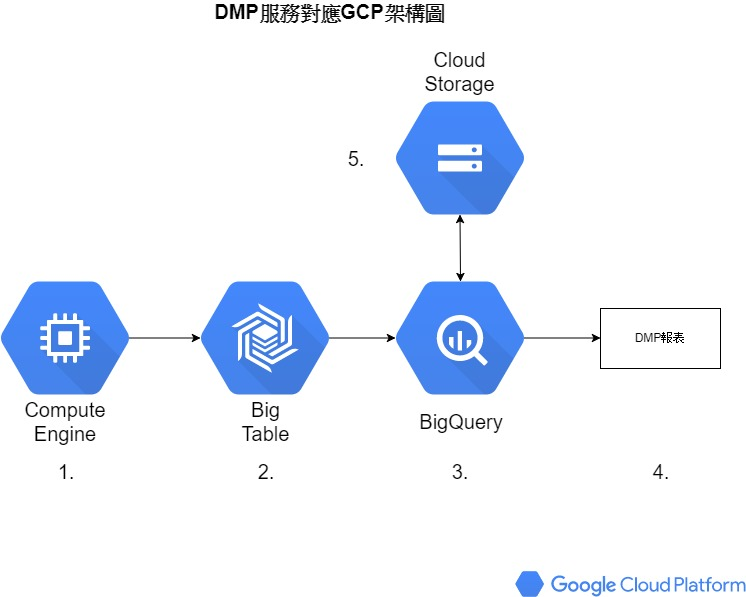 DMP服務對應GCP架構圖
Cloud
Storage
5.
Compute
Engine
Big
Table
BigQuery
DMP報表
1.
2.
3.
4.
Google Cloud Platform